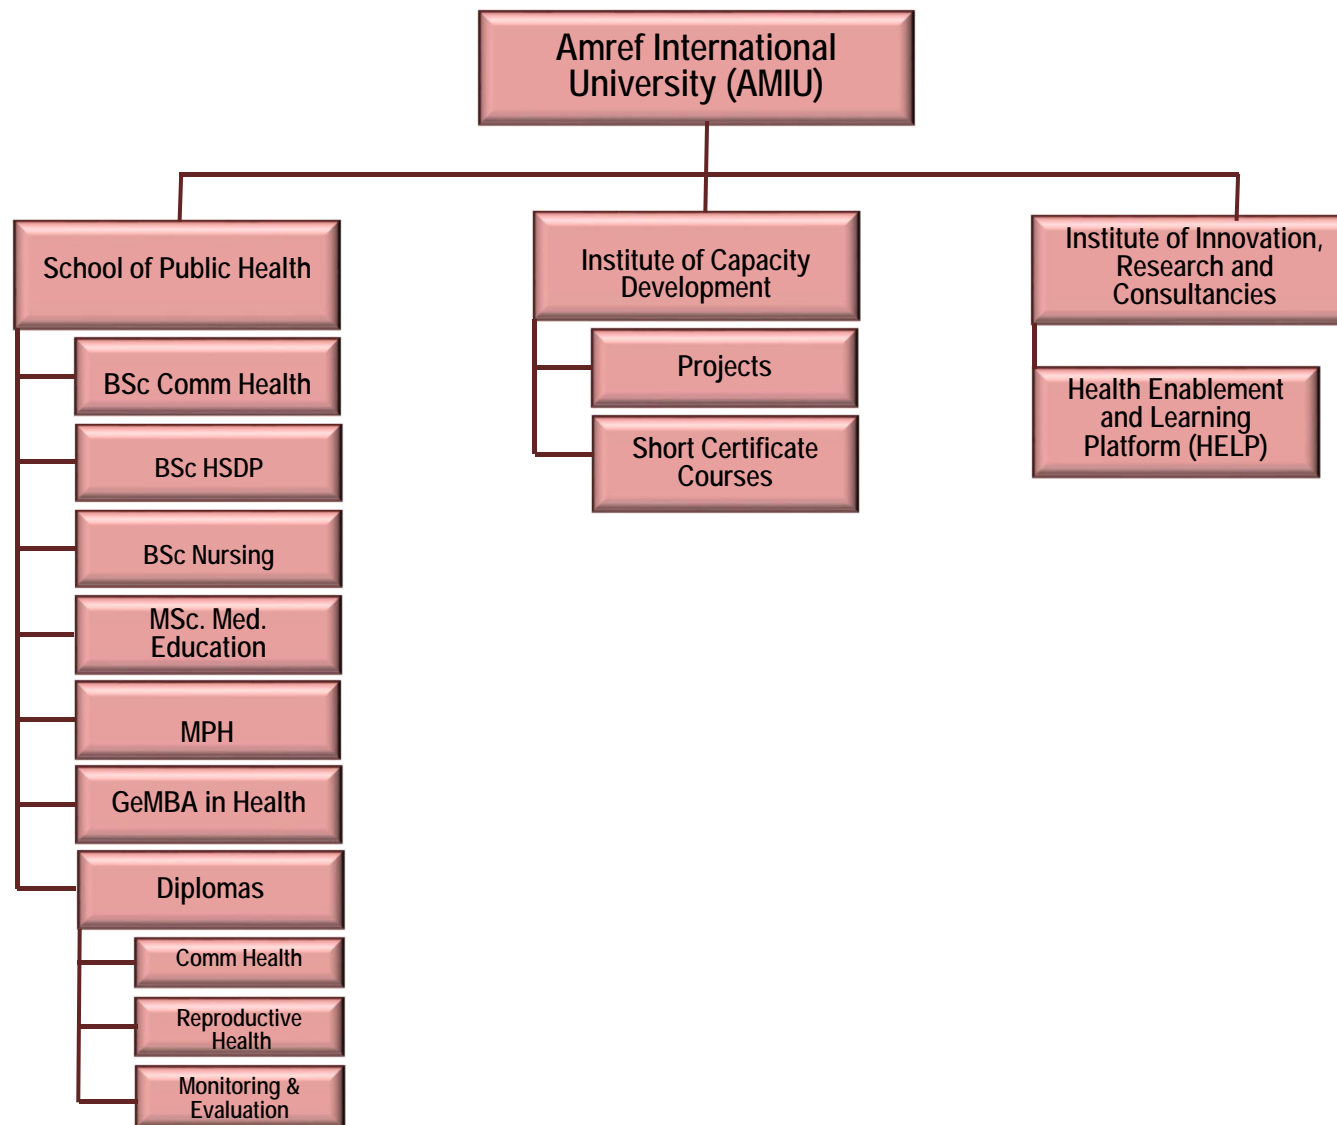 Amref International
University (AMIU)
School of Public Health
BSc Comm Health
BSc HSDP
BSc Nursing
MSc. Med.
Education
MPH
GeMBA in Health
Diplomas
Comm Health
Reproductive
Health
Monitoring &
Evaluation
Institute of Capacity
Development
Projects
Short Certificate
Courses
Institute of Innovation,
Research and
Consultancies
Health Enablement
and Learning
Platform (HELP)